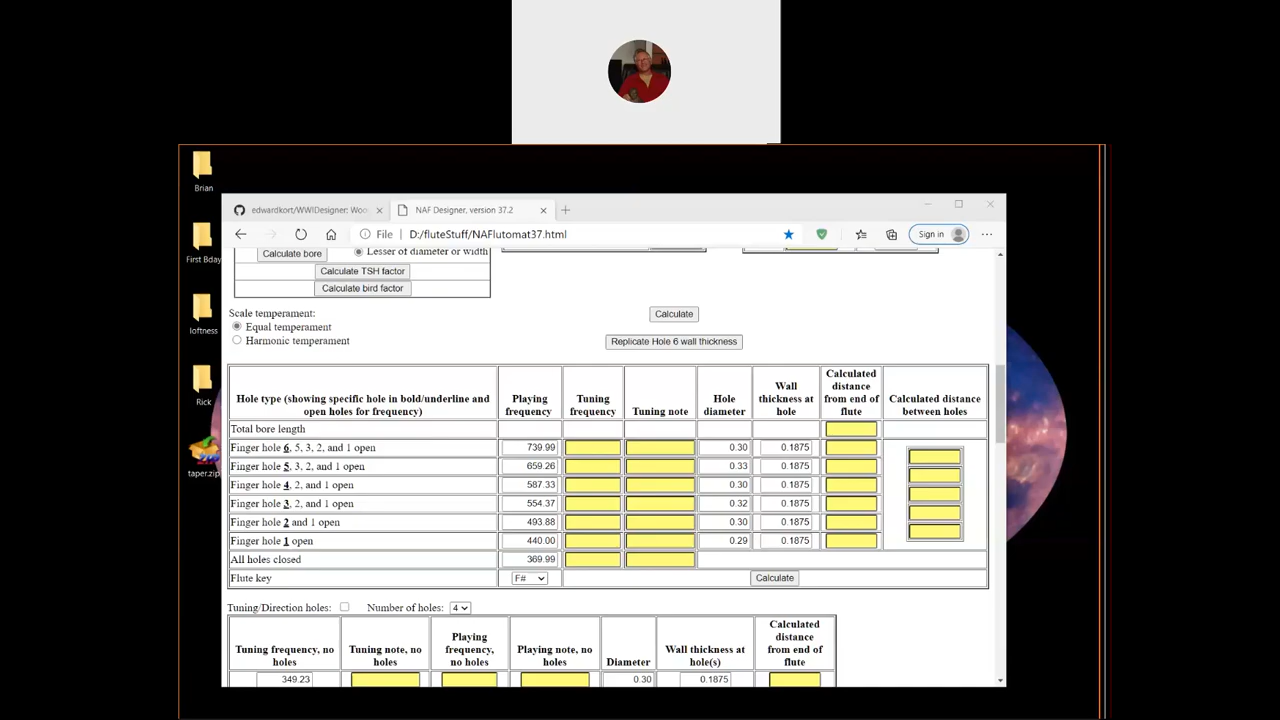 Brian
First Bday
loftness
Rick
taper.zip
edwardkort/WWIDesigner: Woo
NAF Designer, version 37.2
File
D:/fluteStuff/NAFlutomat37.html
Sign in
Calculate bore
Lesser of diameter or width
Calculate TSH factor
Calculate bird factor
Scale temperament:
Equal temperament
Harmonic temperament
Calculate
Replicate Hole 6 wall thickness
Hole type (showing specific hole in bold/underline and open holes for frequency) Playing frequency Tuning frequency Tuning note Hole diameter Wall thickness at hole Calculated distance from end of flute Calculated distance between holes
Total bore length
Finger hole 6, 5, 3, 2, and 1 open 739.99 0.30 0.1875
Finger hole 5, 3, 2, and 1 open 659.26 0.33 0.1875
Finger hole 4, 2, and 1 open 587.33 0.30 0.1875
Finger hole 3, 2, and 1 open 554.37 0.32 0.1875
Finger hole 2 and 1 open 493.88 0.30 0.1875
Finger hole 1 open 440.00 0.29 0.1875
All holes closed 369.99
Flute key F# Calculate
Tuning/Direction holes: Number of holes: 4
Tuning frequency, no holes Tuning note, no holes Playing frequency, no holes Playing note, no holes Diameter Wall thickness at hole(s) Calculated distance from end of flute
349.23 0.30 0.1875